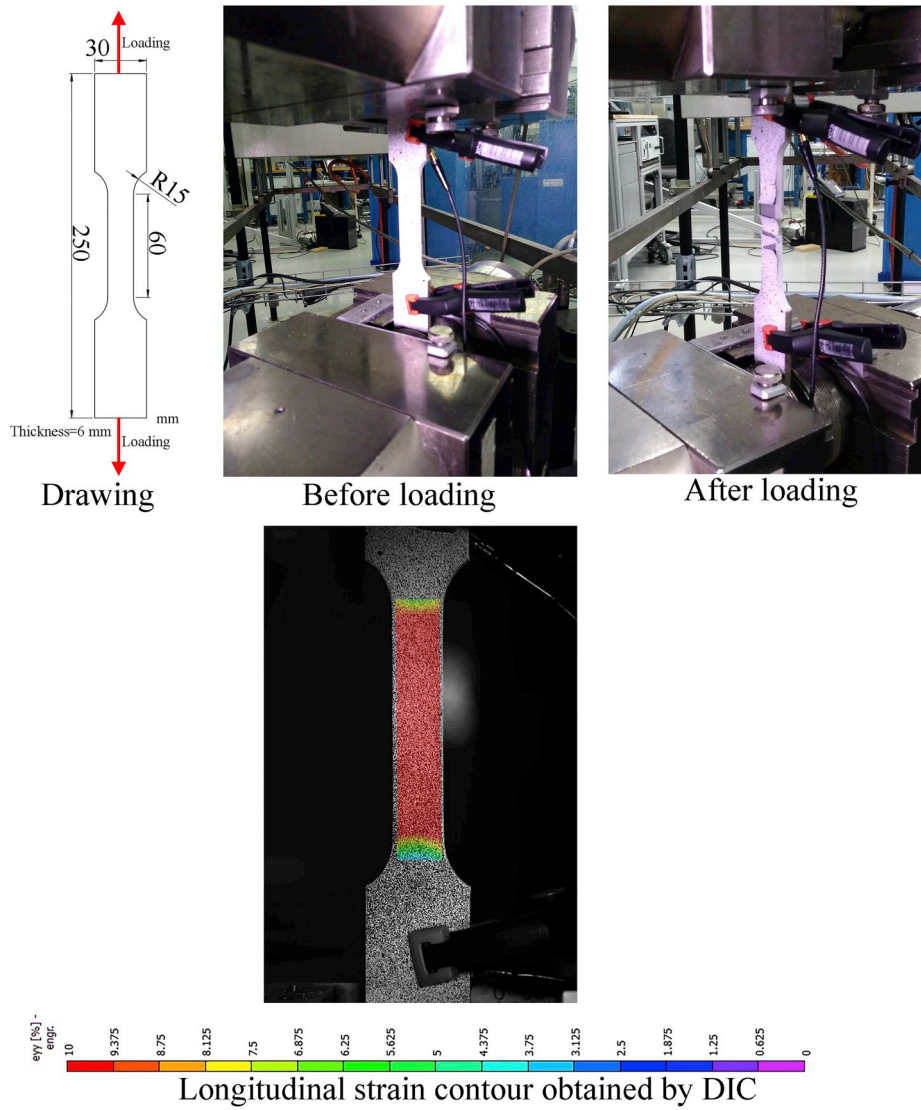 Loading
30
R15
250
60
mm
Thickness=6 mm
Loading
Drawing
Before loading
After loading
eyy [%] -
engr.
10
9.375
8.75
8.125
7.5
6.875
6.25
5.625
5
4.375
3.75
3.125
2.5
1.875
1.25
0.625
0
Longitudinal strain contour obtained by DIC